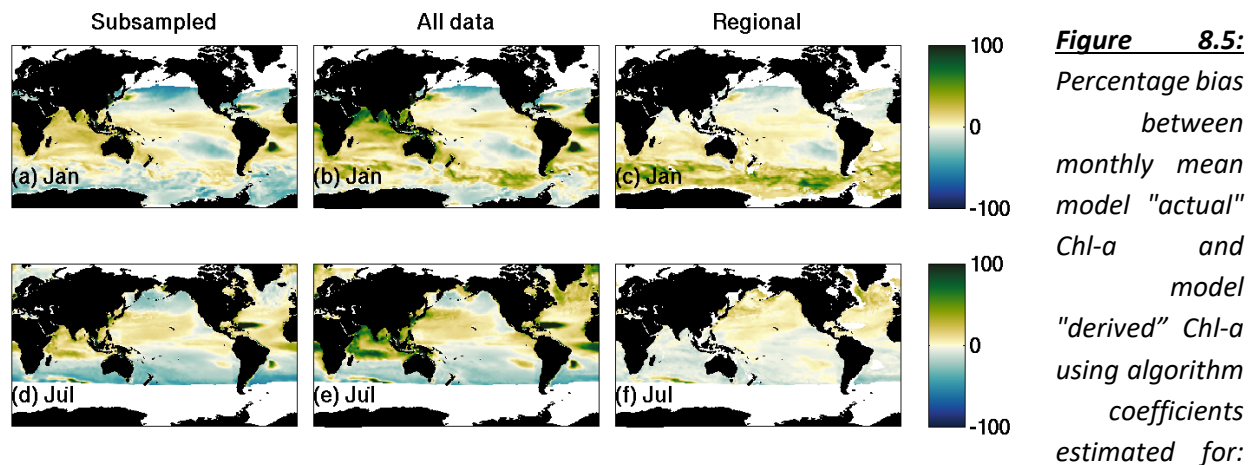 Subsampled
All data
Regional
(a) Jan
(b) Jan
(c) Jan
100
0
-100
(d) Jul
(e) Jul
(f) Jul
100
0
-100
Figure 8.5:
Percentage bias
between
monthly mean
model "actual"
Chl-a and
model
"derived” Chl-a
using algorithm
coefficients
estimated for: